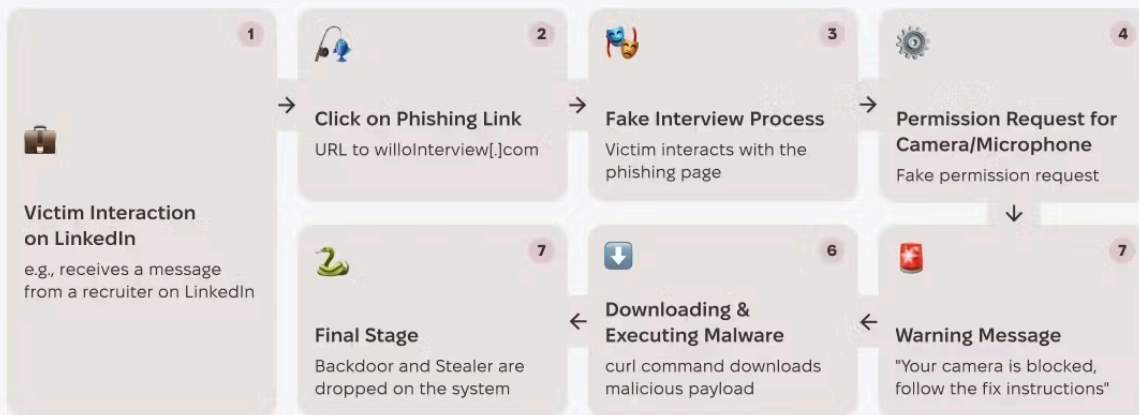 1
Victim Interaction
on LinkedIn
e.g., receives a message
from a recruiter on LinkedIn
2
Click on Phishing Link
URL to willoInterview[.]com
3
Fake Interview Process
Victim interacts with the
phishing page
4
Permission Request for
Camera/Microphone
Fake permission request
7
Warning Message
"Your camera is blocked,
follow the fix instructions"
6
Downloading &
Executing Malware
curl command downloads
malicious payload
7
Final Stage
Backdoor and Stealer are
dropped on the system